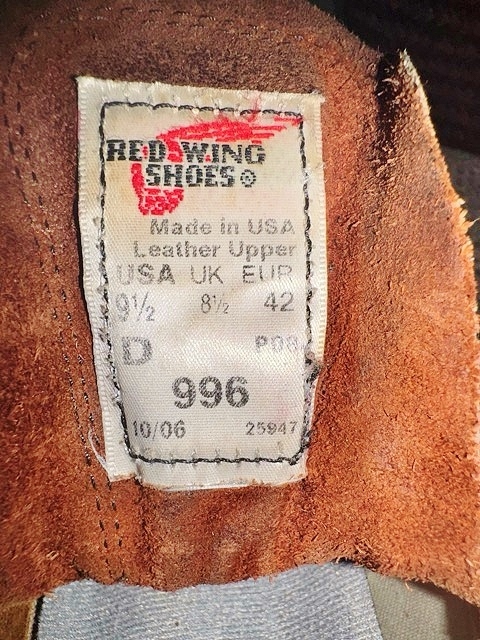 RED WING
SHOES®
Made in USA
Leather Upper
USA UK EUR
9½ 8½ 42
D
996
10/06 25947